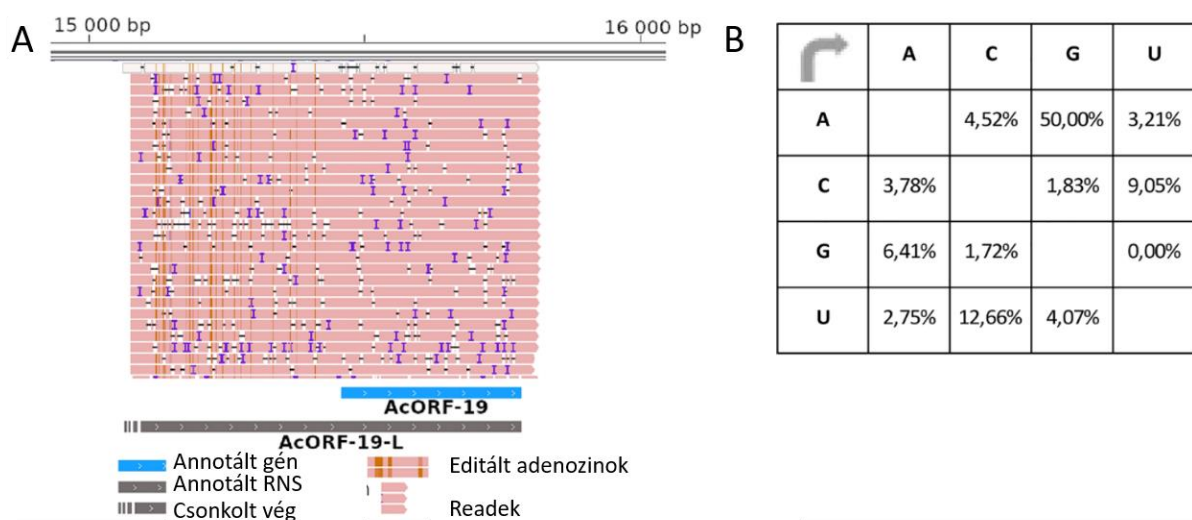 A
15 000 bp
16 000 bp
AcORF-19
AcORF-19-L
Annotált gén
Annotált RNS
Csonkolt vég
Editált adenozinok
Readek
B
A C G U
A 4,52% 50,00% 3,21%
C 3,78% 1,83% 9,05%
G 6,41% 1,72% 0,00%
U 2,75% 12,66% 4,07%